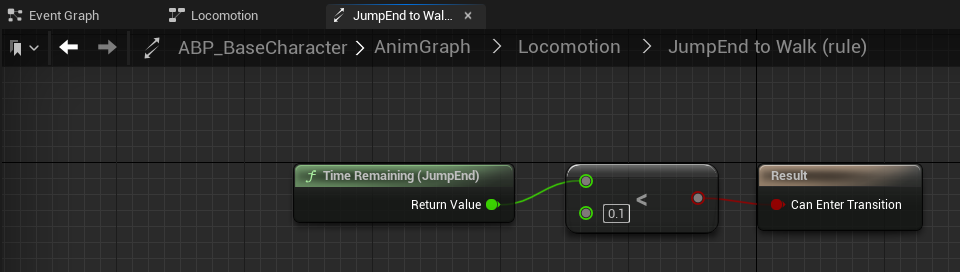 Event Graph
Locomotion
JumpEnd to Wal...
ABP_BaseCharacter > AnimGraph > Locomotion > JumpEnd to Walk (rule)
Time Remaining (JumpEnd)
Return Value
0.1
<
Result
Can Enter Transition